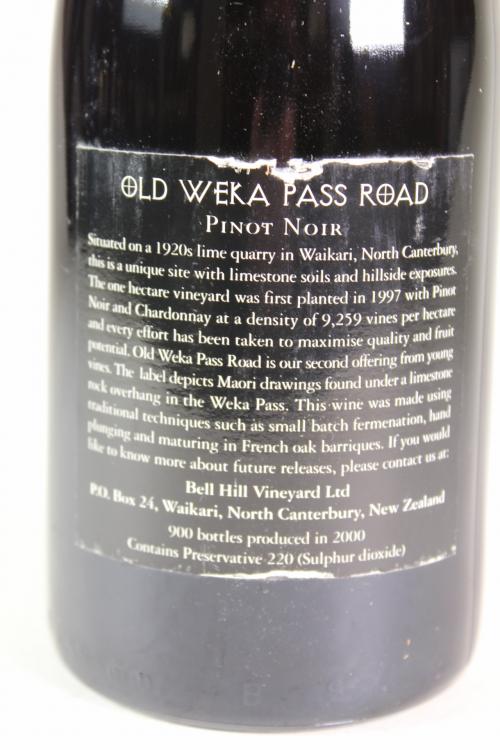 OLD WEKA PASS ROAD
PINOT NOIR
Situated on a 1920s lime quarry in Waikari, North Canterbury,
this is a unique site with limestone soils and hillside exposures.
The one hectare vineyard was first planted in 1997 with Pinot
Noir and Chardonnay at a density of 9,259 vines per hectare
and every effort has been taken to maximise quality and fruit
potential. Old Weka Pass Road is our second offering from young
vines. The label depicts Maori drawings found under a limestone
rock overhang in the Weka Pass. This wine was made using
traditional techniques such as small batch fermenation, hand
plunging and maturing in French oak barriques. If you would
like to know more about future releases, please contact us at:
Bell Hill Vineyard Ltd
P.O. Box 24, Waikari, North Canterbury, New Zealand
900 bottles produced in 2000
Contains Preservative 220 (Sulphur dioxide)